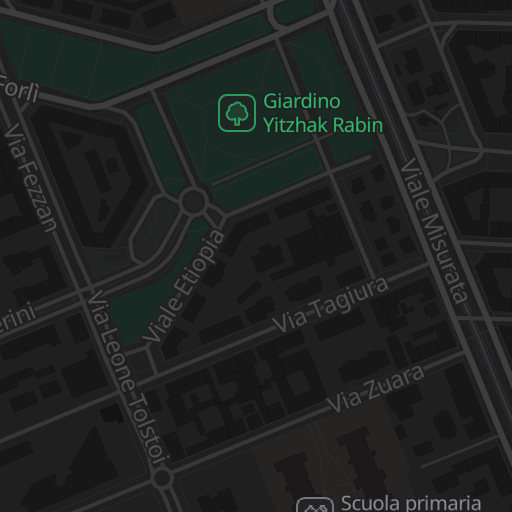 Forlì
Giardino
Yitzhak Rabin
Via Fezzan
Viale Misurata
Viale Etiopia
erini
Via Tagiura
Via Leone Tolstoi
Via Zuara
Scuola primaria